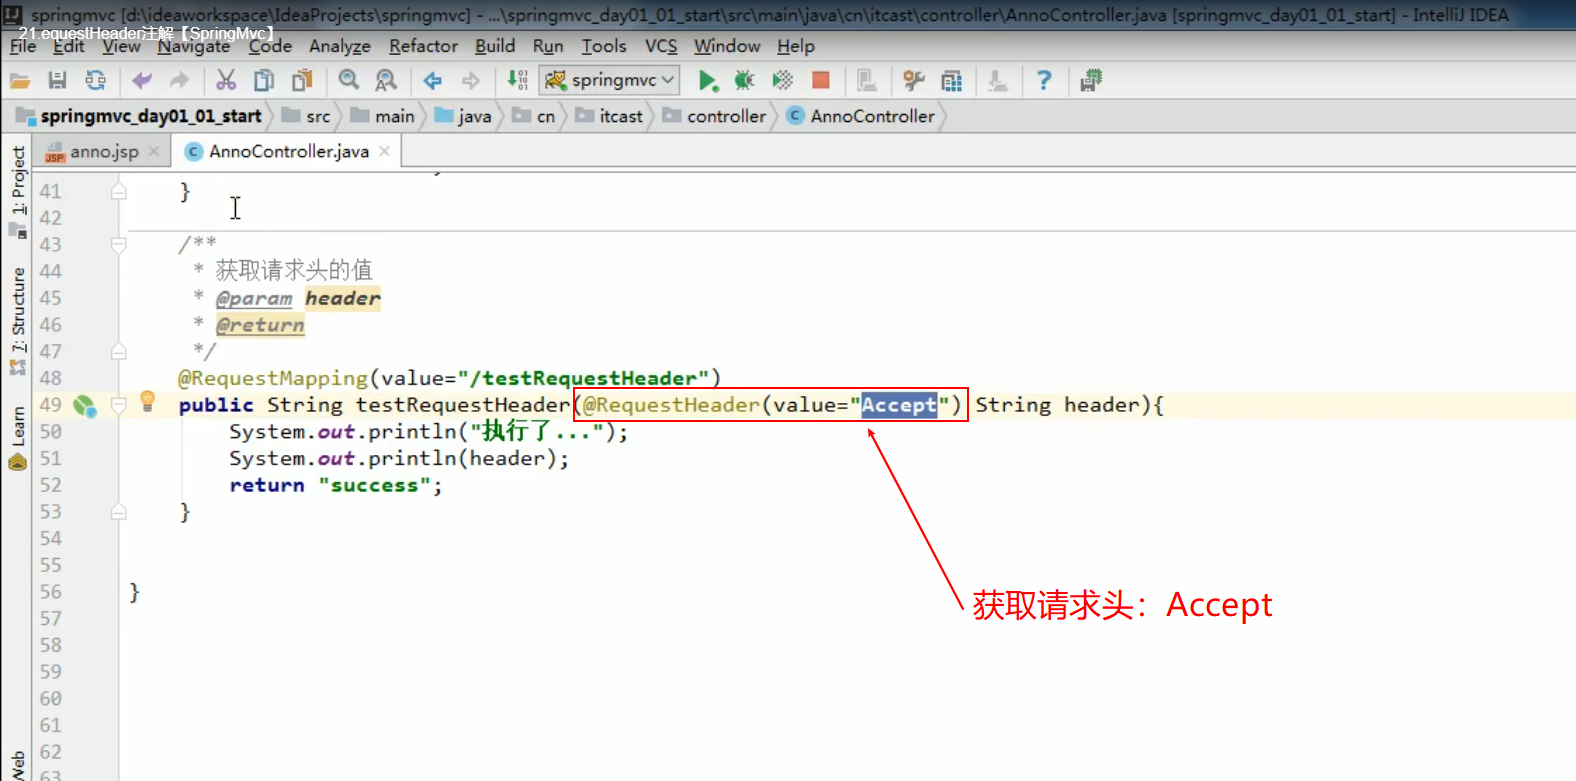 springmvc [d:\ideaworkspace\IdeaProjects\springmvc] - ...\springmvc_day01_01_start\src\main\java\cn\itcast\controller\AnnoController.java [springmvc_day01_01_start] - IntelliJ IDEA
21.equestHeader注解【SpringMvc】
File Edit View Navigate Code Analyze Refactor Build Run Tools VCS Window Help
springmvc
springmvc_day01_01_start src main java cn itcast controller AnnoController
anno.jsp AnnoController.java
1: Project
7: Structure
Learn
Web
41 }
42
43 /**
44 * 获取请求头的值
45 * @param header
46 * @return
47 */
48 @RequestMapping(value="/testRequestHeader")
49 public String testRequestHeader(@RequestHeader(value="Accept") String header){
50 System.out.println("执行了...");
51 System.out.println(header);
52 return "success";
53 }
54
55
56 }
57
58
59
60
61
62
63
获取请求头：Accept